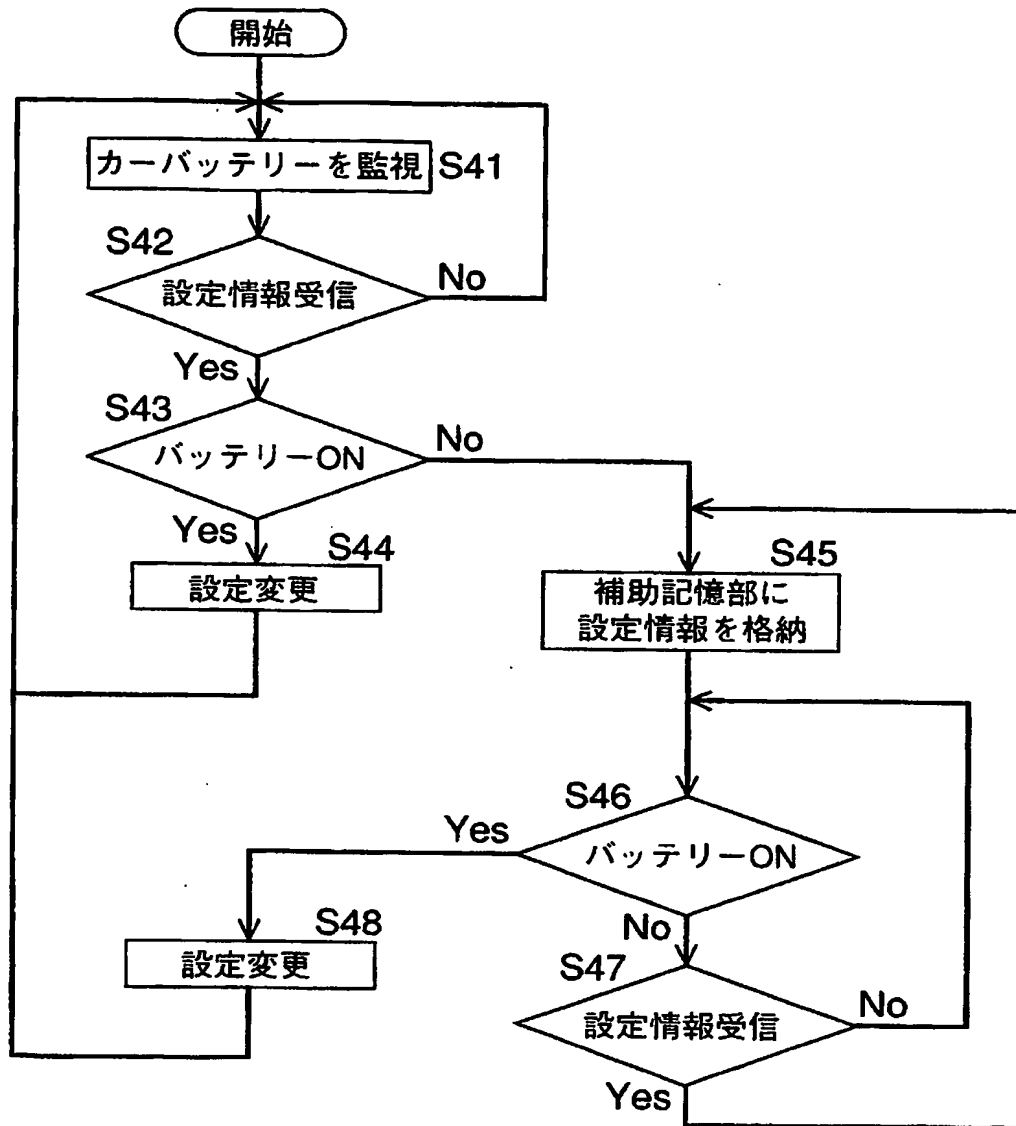 開始
カーバッテリーを監視 S41
S42
設定情報受信
No
Yes
S43
バッテリーON
No
Yes
S44
設定変更
S45
補助記憶部に
設定情報を格納
S46
Yes
バッテリーON
No
S48
設定変更
S47
設定情報受信
No
Yes